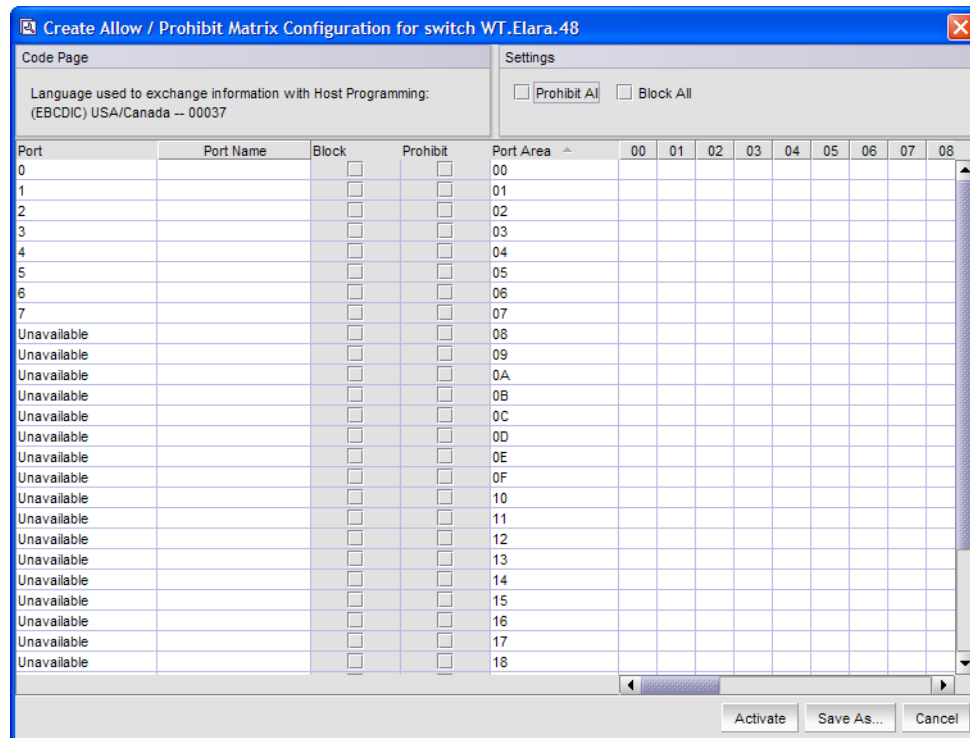 Create Allow / Prohibit Matrix Configuration for switch WT.Elara.48
Code Page
Settings
Language used to exchange information with Host Programming:
(EBCDIC) USA/Canada -- 00037
Prohibit Al Block All
Port Port Name Block Prohibit Port Area 00 01 02 03 04 05 06 07 08
0 00
1 01
2 02
3 03
4 04
5 05
6 06
7 07
Unavailable 08
Unavailable 09
Unavailable 0A
Unavailable 0B
Unavailable 0C
Unavailable 0D
Unavailable 0E
Unavailable 0F
Unavailable 10
Unavailable 11
Unavailable 12
Unavailable 13
Unavailable 14
Unavailable 15
Unavailable 16
Unavailable 17
Unavailable 18
Activate Save As... Cancel